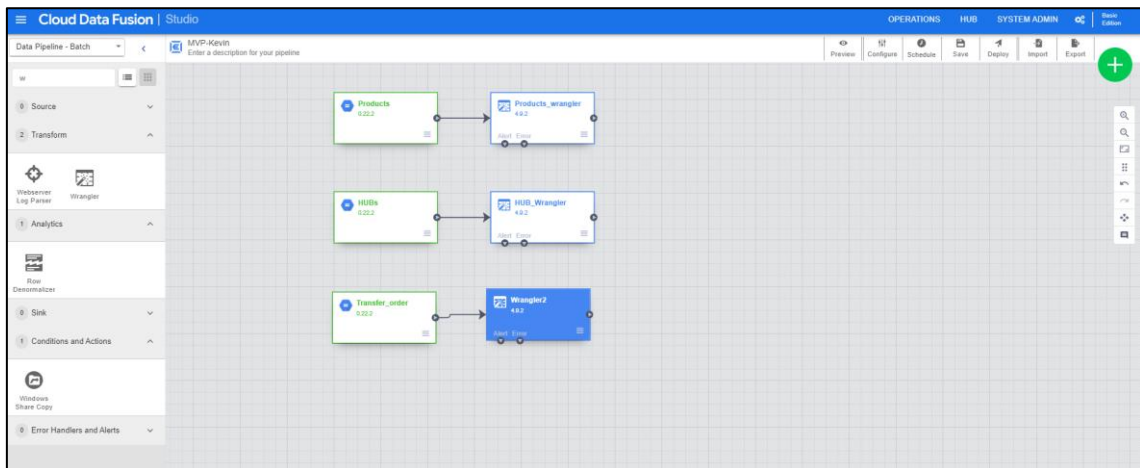 Cloud Data Fusion | Studio
OPERATIONS HUB SYSTEM ADMIN Basic Edition
Data Pipeline - Batch
MVP-Kevin
Enter a description for your pipeline
Preview Configure Schedule Save Deploy Import Export
w
0 Source
2 Transform
Webserver Log Parser
Wrangler
1 Analytics
Row Denormalizer
0 Sink
1 Conditions and Actions
Windows Share Copy
0 Error Handlers and Alerts
Products
0.22.2
Products_wrangler
4.9.2
Alert Error
HUBs
0.22.2
HUB_Wrangler
4.9.2
Alert Error
Transfer_order
0.22.2
Wrangler2
4.9.2
Alert Error